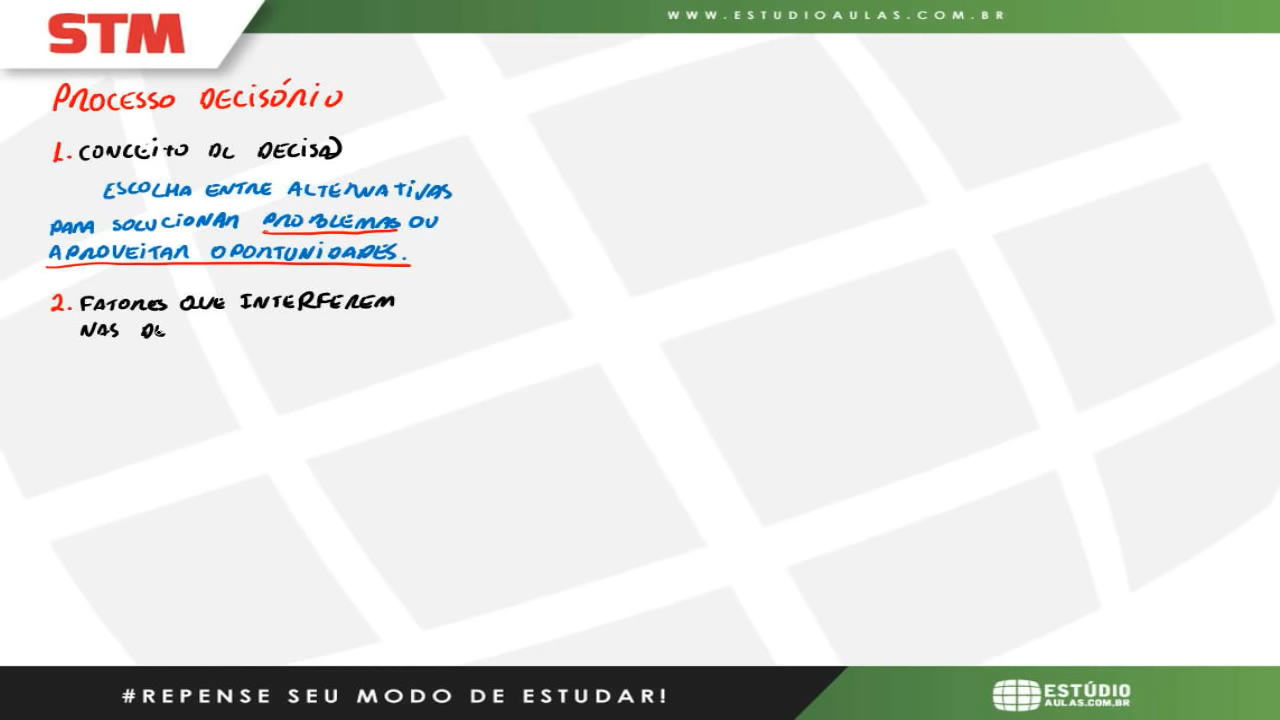 STM
WWW.ESTUDIOAULAS.COM.BR
PROCESSO DECISÓRIO
1. CONCEITO DE DECISÃO
ESCOLHA ENTRE ALTERNATIVAS
PARA SOLUCIONAR PROBLEMAS OU
APROVEITAR OPORTUNIDADES.
2. FATORES QUE INTERFEREM
NAS DE
#REPENSE SEU MODO DE ESTUDAR!
ESTÚDIO
AULAS.COM.BR